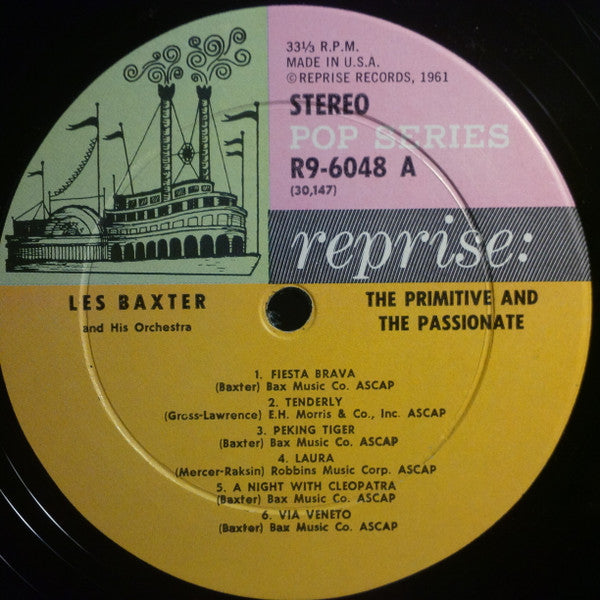 33⅓ R.P.M.
MADE IN U.S.A.
©REPRISE RECORDS, 1961
STEREO
POP SERIES
R9-6048 A
(30,147)
reprise:
LES BAXTER
and His Orchestra
THE PRIMITIVE AND
THE PASSIONATE
1. FIESTA BRAVA
(Baxter) Bax Music Co. ASCAP
2. TENDERLY
(Gross-Lawrence) E.H. Morris & Co., Inc. ASCAP
3. PEKING TIGER
(Baxter) Bax Music Co. ASCAP
4. LAURA
(Mercer-Raksin) Robbins Music Corp. ASCAP
5. A NIGHT WITH CLEOPATRA
(Baxter) Bax Music Co. ASCAP
6. VIA VENETO
(Baxter) Bax Music Co. ASCAP